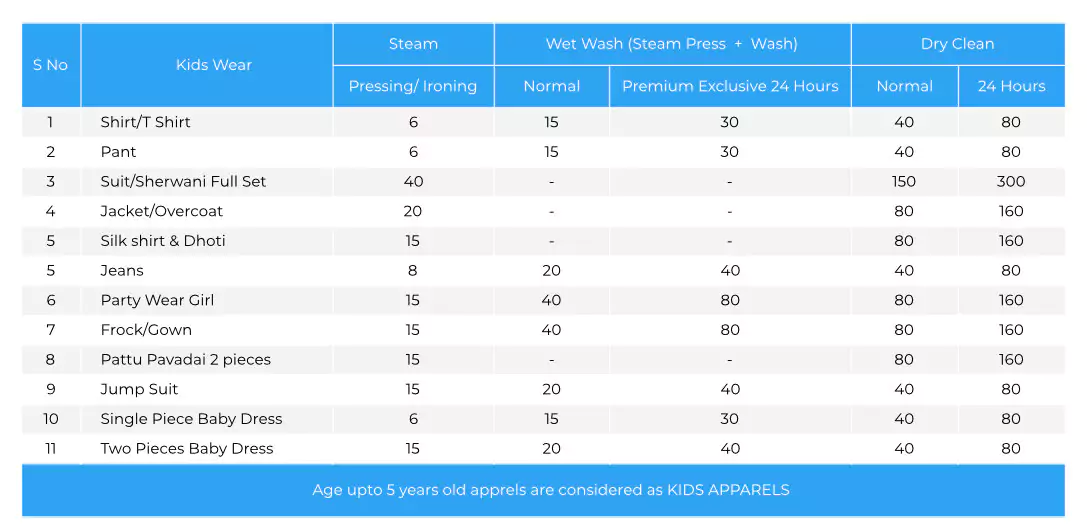 S No Kids Wear Steam Wet Wash (Steam Press + Wash) Dry Clean
Pressing/ Ironing Normal Premium Exclusive 24 Hours Normal 24 Hours
1 Shirt/T Shirt 6 15 30 40 80
2 Pant 6 15 30 40 80
3 Suit/Sherwani Full Set 40 - - 150 300
4 Jacket/Overcoat 20 - - 80 160
5 Silk shirt & Dhoti 15 - - 80 160
5 Jeans 8 20 40 40 80
6 Party Wear Girl 15 40 80 80 160
7 Frock/Gown 15 40 80 80 160
8 Pattu Pavadai 2 pieces 15 - - 80 160
9 Jump Suit 15 20 40 40 80
10 Single Piece Baby Dress 6 15 30 40 80
11 Two Pieces Baby Dress 15 20 40 40 80
Age upto 5 years old apprels are considered as KIDS APPARELS